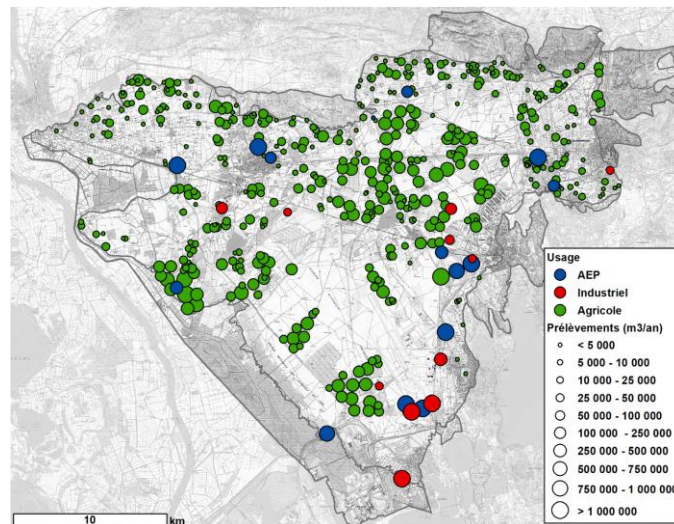 Usage
AEP
Industriel
Agricole
Prélèvements (m3/an)
< 5 000
5 000 - 10 000
10 000 - 25 000
25 000 - 50 000
50 000 - 100 000
100 000 - 250 000
250 000 - 500 000
500 000 - 750 000
750 000 - 1 000 000
> 1 000 000
10 km